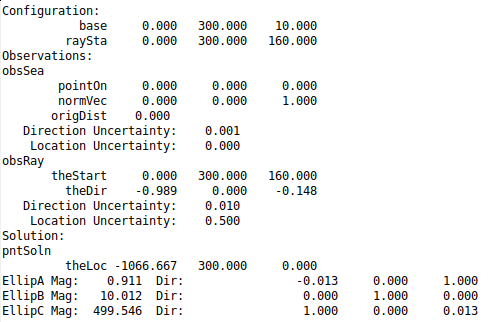 Configuration:
base 0.000 300.000 10.000
raySta 0.000 300.000 160.000
Observations:
obsSea
pointOn 0.000 0.000 0.000
normVec 0.000 0.000 1.000
origDist 0.000
Direction Uncertainty: 0.001
Location Uncertainty: 0.000
obsRay
theStart 0.000 300.000 160.000
theDir -0.989 0.000 -0.148
Direction Uncertainty: 0.010
Location Uncertainty: 0.500
Solution:
pntSoln
theLoc -1066.667 300.000 0.000
EllipA Mag: 0.911 Dir: -0.013 0.000 1.000
EllipB Mag: 10.012 Dir: 0.000 1.000 0.000
EllipC Mag: 499.546 Dir: 1.000 0.000 0.013